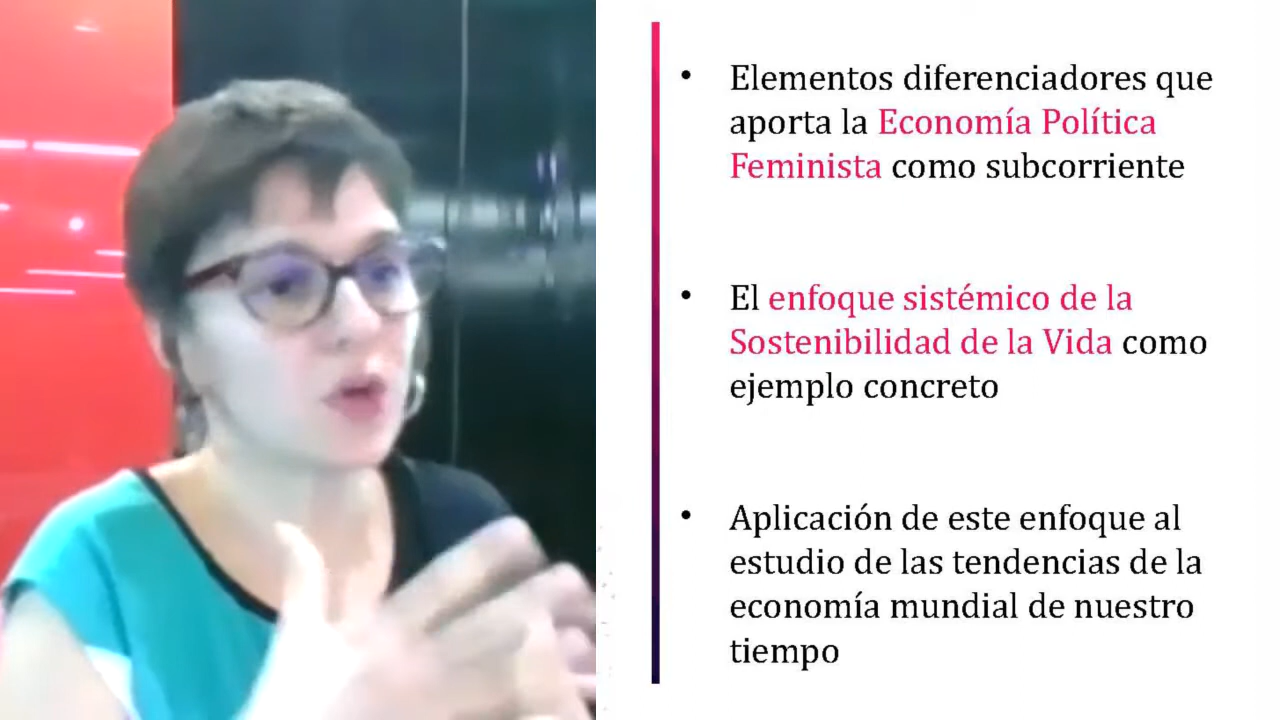 • Elementos diferenciadores que
aporta la Economía Política
Feminista como subcorriente
• El enfoque sistémico de la
Sostenibilidad de la Vida como
ejemplo concreto
• Aplicación de este enfoque al
estudio de las tendencias de la
economía mundial de nuestro
tiempo